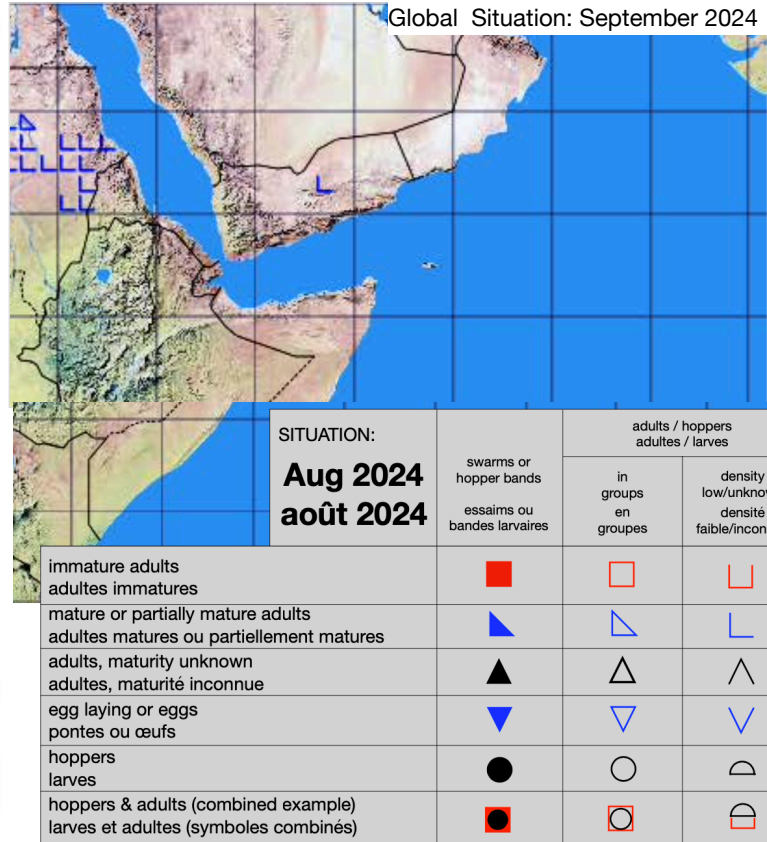 Global Situation: September 2024
SITUATION:
Aug 2024
août 2024
swarms or
hopper bands
essaims ou
bandes larvaires
adults / hoppers
adultes / larves
in
groups
en
groupes
density
low/unkno
densité
faible/incon
immature adults
adultes immatures
mature or partially mature adults
adultes matures ou partiellement matures
adults, maturity unknown
adultes, maturité inconnue
egg laying or eggs
pontes ou œufs
hoppers
larves
hoppers & adults (combined example)
larves et adultes (symboles combinés)